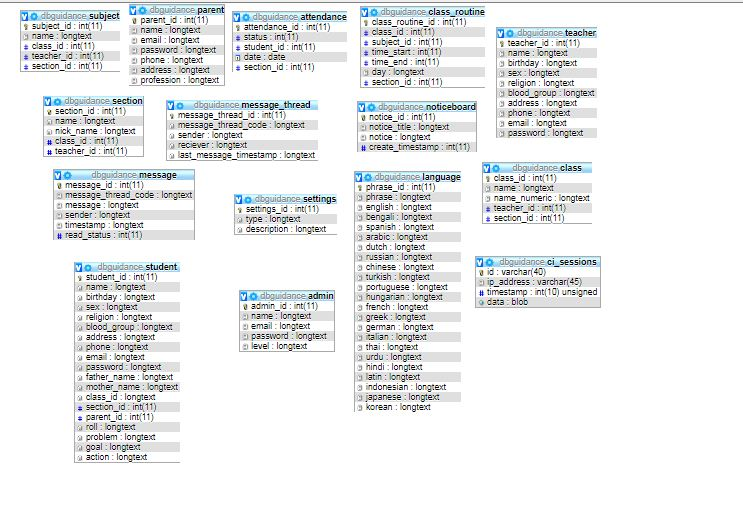 dbguidance subject
subject_id : int(11)
name : longtext
class_id : int(11)
teacher_id : int(11)
section_id : int(11)
dbguidance parent
parent_id : int(11)
name : longtext
email : longtext
password : longtext
phone : longtext
address : longtext
profession : longtext
dbguidance attendance
attendance_id : int(11)
status : int(11)
student_id : int(11)
date : date
section_id : int(11)
dbguidance class_routine
class_routine_id : int(11)
class_id : int(11)
subject_id : int(11)
time_start : int(11)
time_end : int(11)
day : longtext
section_id : int(11)
dbguidance teacher
teacher_id : int(11)
name : longtext
birthday : longtext
sex : longtext
religion : longtext
blood_group : longtext
address : longtext
phone : longtext
email : longtext
password : longtext
dbguidance section
section_id : int(11)
name : longtext
nick_name : longtext
class_id : int(11)
teacher_id : int(11)
dbguidance message_thread
message_thread_id : int(11)
message_thread_code : longtext
sender : longtext
reciever : longtext
last_message_timestamp : longtext
dbguidance noticeboard
notice_id : int(11)
notice_title : longtext
notice : longtext
create_timestamp : int(11)
dbguidance class
class_id : int(11)
name : longtext
name_numeric : longtext
teacher_id : int(11)
section_id : int(11)
dbguidance message
message_id : int(11)
message_thread_code : longtext
message : longtext
sender : longtext
timestamp : longtext
read_status : int(11)
dbguidance settings
settings_id : int(11)
type : longtext
description : longtext
dbguidance language
phrase_id : int(11)
phrase : longtext
english : longtext
bengali : longtext
spanish : longtext
arabic : longtext
dutch : longtext
russian : longtext
chinese : longtext
turkish : longtext
portuguese : longtext
hungarian : longtext
french : longtext
greek : longtext
german : longtext
italian : longtext
thai : longtext
urdu : longtext
hindi : longtext
latin : longtext
indonesian : longtext
japanese : longtext
korean : longtext
dbguidance ci_sessions
id : varchar(40)
ip_address : varchar(45)
timestamp : int(10) unsigned
data : blob
dbguidance student
student_id : int(11)
name : longtext
birthday : longtext
sex : longtext
religion : longtext
blood_group : longtext
address : longtext
phone : longtext
email : longtext
password : longtext
father_name : longtext
mother_name : longtext
class_id : longtext
section_id : int(11)
parent_id : int(11)
roll : longtext
problem : longtext
goal : longtext
action : longtext
dbguidance admin
admin_id : int(11)
name : longtext
email : longtext
password : longtext
level : longtext